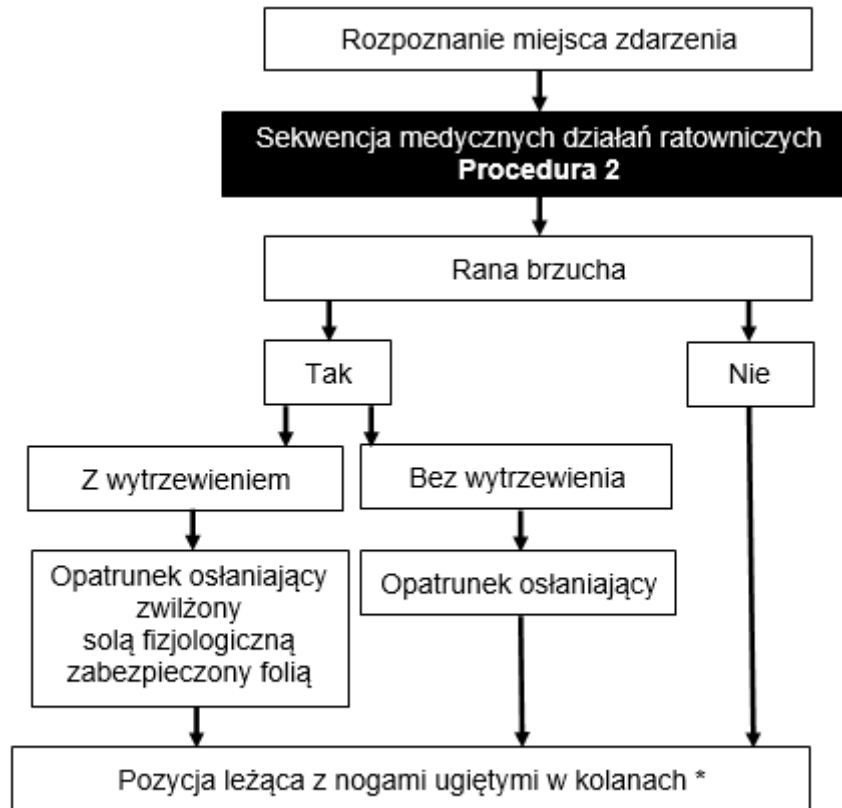 Rozpoznanie miejsca zdarzenia
Sekwencja medycznych działań ratowniczych
Procedura 2
Rana brzucha
Tak
Nie
Z wytrzewieniem
Bez wytrzewienia
Opatrunek osłaniający
zwilżony
solą fizjologiczną
zabezpieczony folią
Opatrunek osłaniający
Pozycja leżąca z nogami ugiętymi w kolanach *